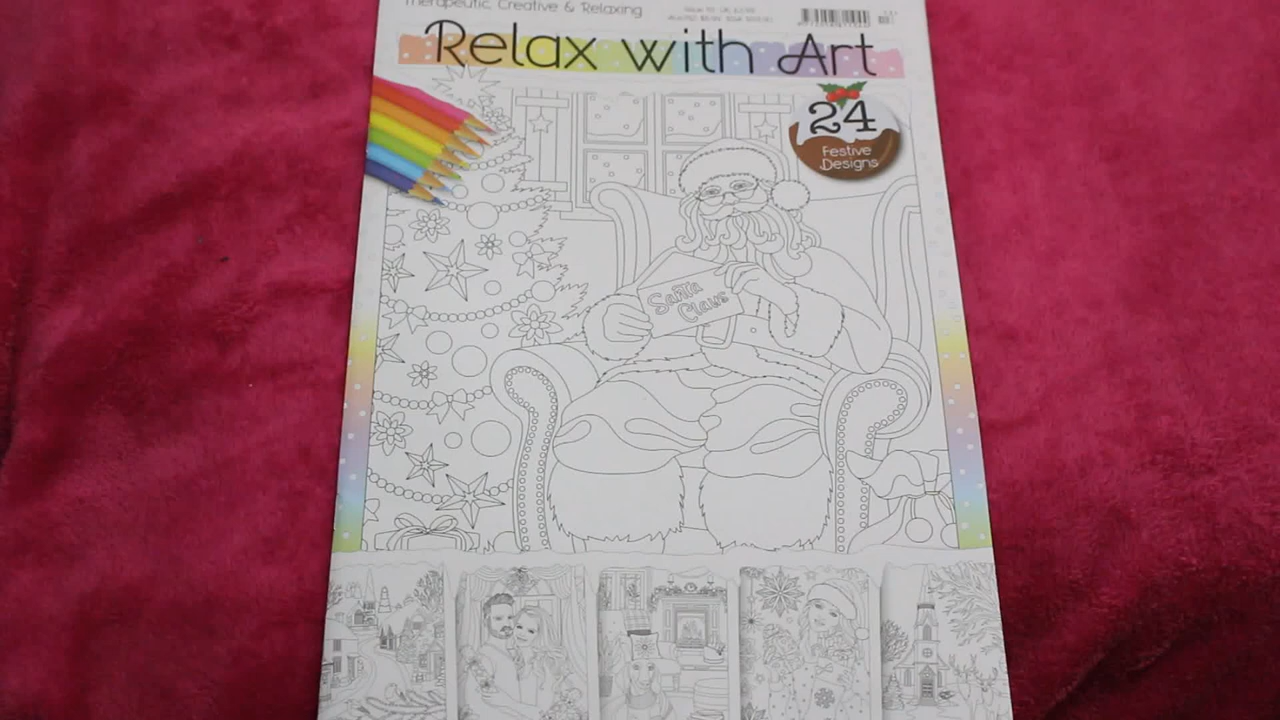 Therapeutic, Creative & Relaxing
Relax with Art
24
Festive
Designs
Santa
Claus